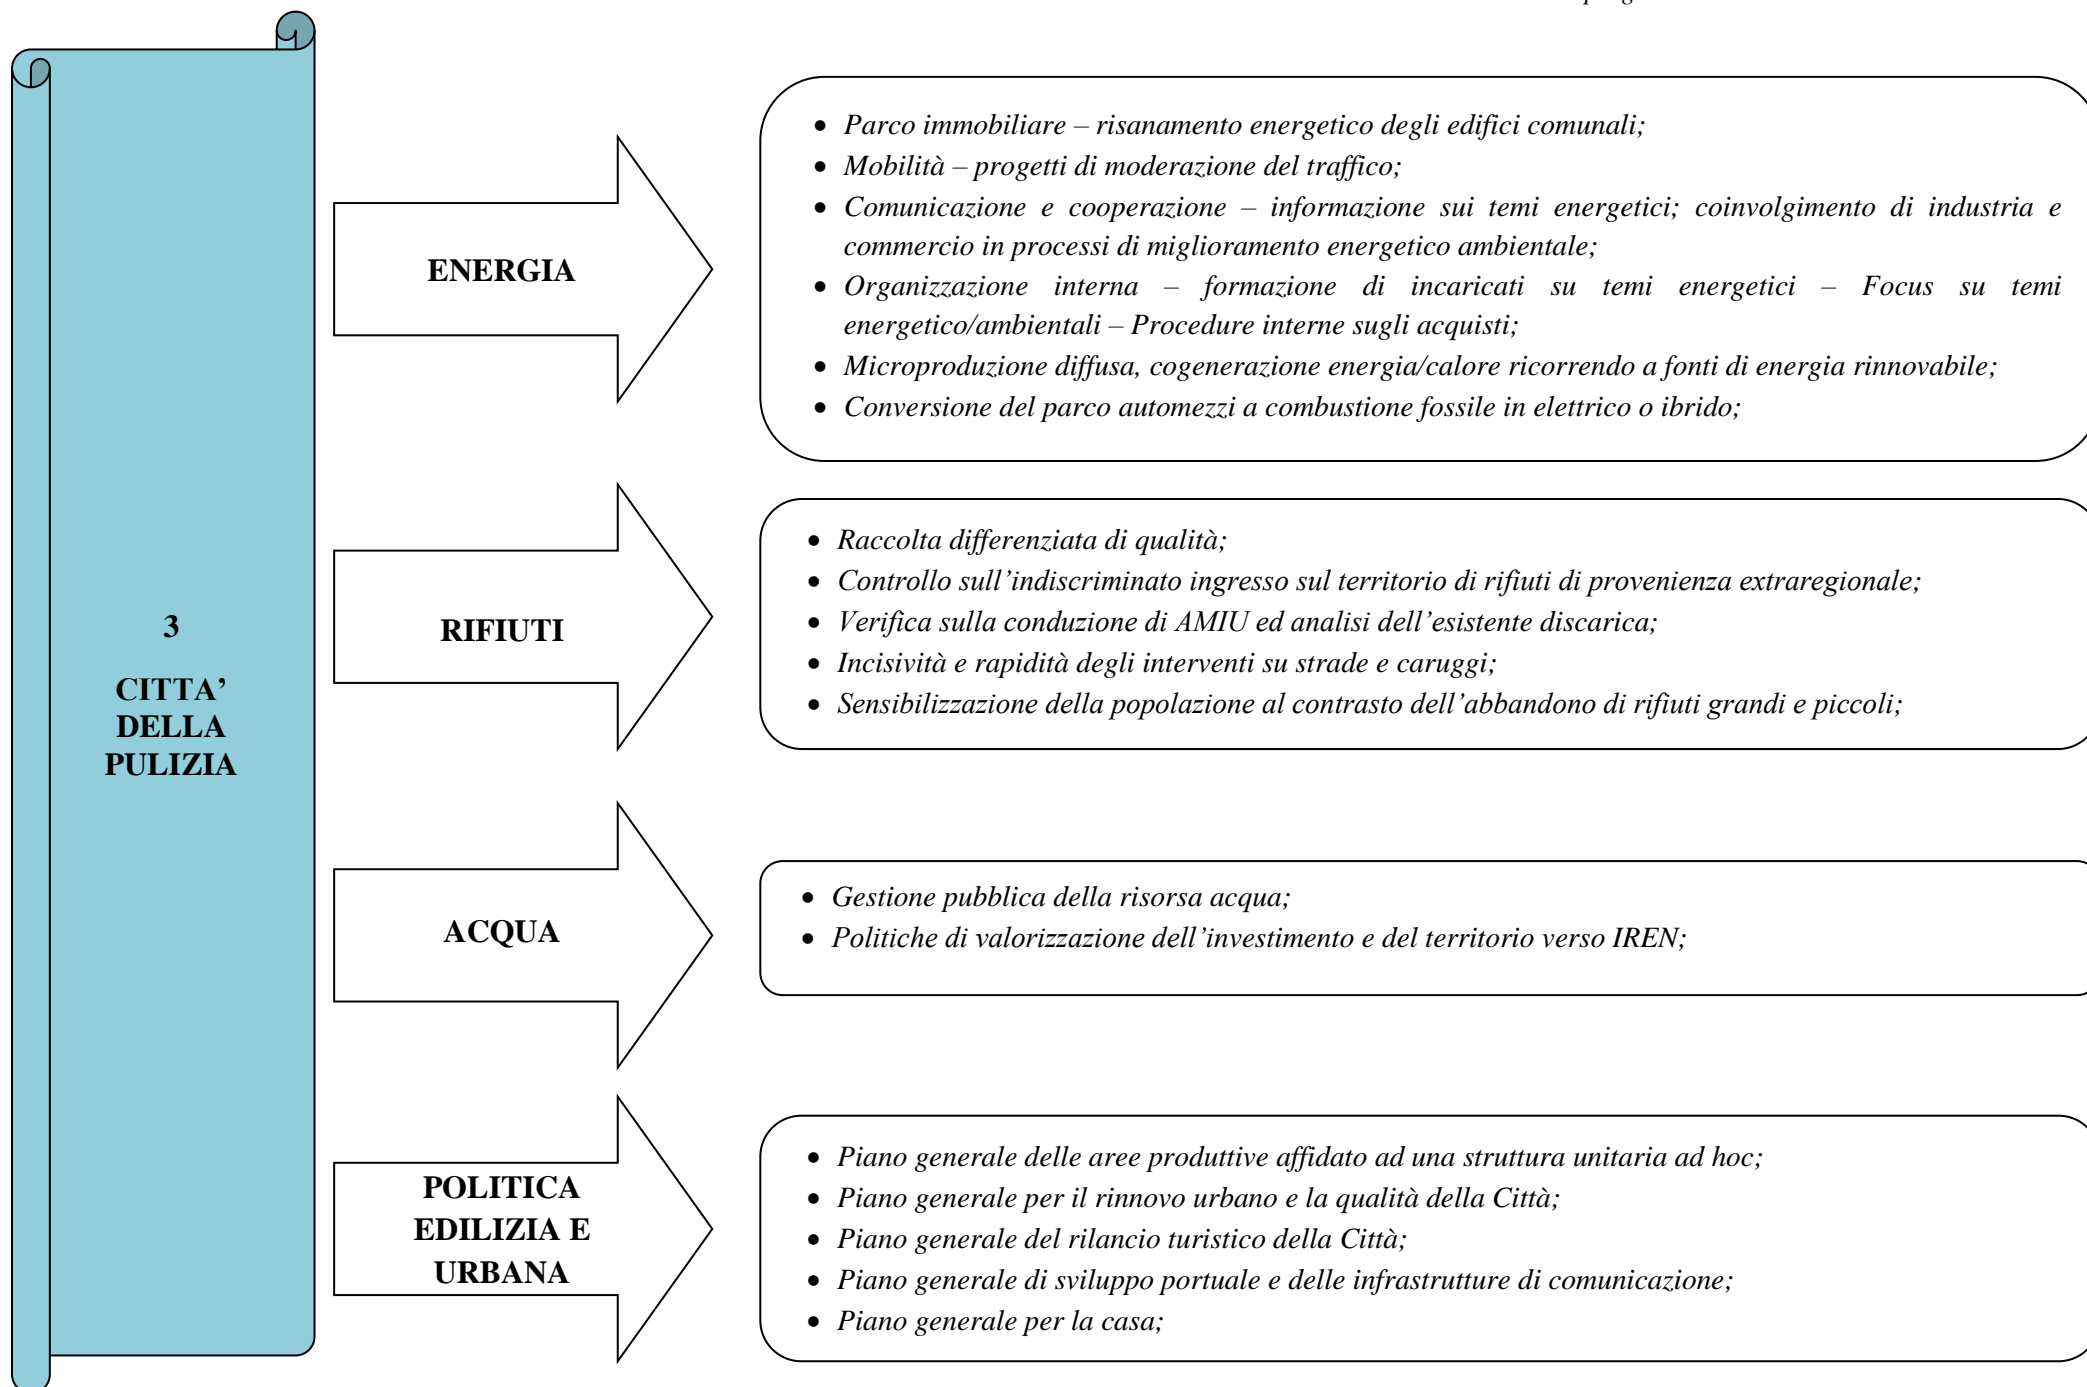 3
CITTA’
DELLA
PULIZIA
ENERGIA
• Parco immobiliare – risanamento energetico degli edifici comunali;
• Mobilità – progetti di moderazione del traffico;
• Comunicazione e cooperazione – informazione sui temi energetici; coinvolgimento di industria e
commercio in processi di miglioramento energetico ambientale;
• Organizzazione interna – formazione di incaricati su temi energetici – Focus su temi
energetico/ambientali – Procedure interne sugli acquisti;
• Microproduzione diffusa, cogenerazione energia/calore ricorrendo a fonti di energia rinnovabile;
• Conversione del parco automezzi a combustione fossile in elettrico o ibrido;
RIFIUTI
• Raccolta differenziata di qualità;
• Controllo sull’indiscriminato ingresso sul territorio di rifiuti di provenienza extraregionale;
• Verifica sulla conduzione di AMIU ed analisi dell’esistente discarica;
• Incisività e rapidità degli interventi su strade e caruggi;
• Sensibilizzazione della popolazione al contrasto dell’abbandono di rifiuti grandi e piccoli;
ACQUA
• Gestione pubblica della risorsa acqua;
• Politiche di valorizzazione dell’investimento e del territorio verso IREN;
POLITICA
EDILIZIA E
URBANA
• Piano generale delle aree produttive affidato ad una struttura unitaria ad hoc;
• Piano generale per il rinnovo urbano e la qualità della Città;
• Piano generale del rilancio turistico della Città;
• Piano generale di sviluppo portuale e delle infrastrutture di comunicazione;
• Piano generale per la casa;